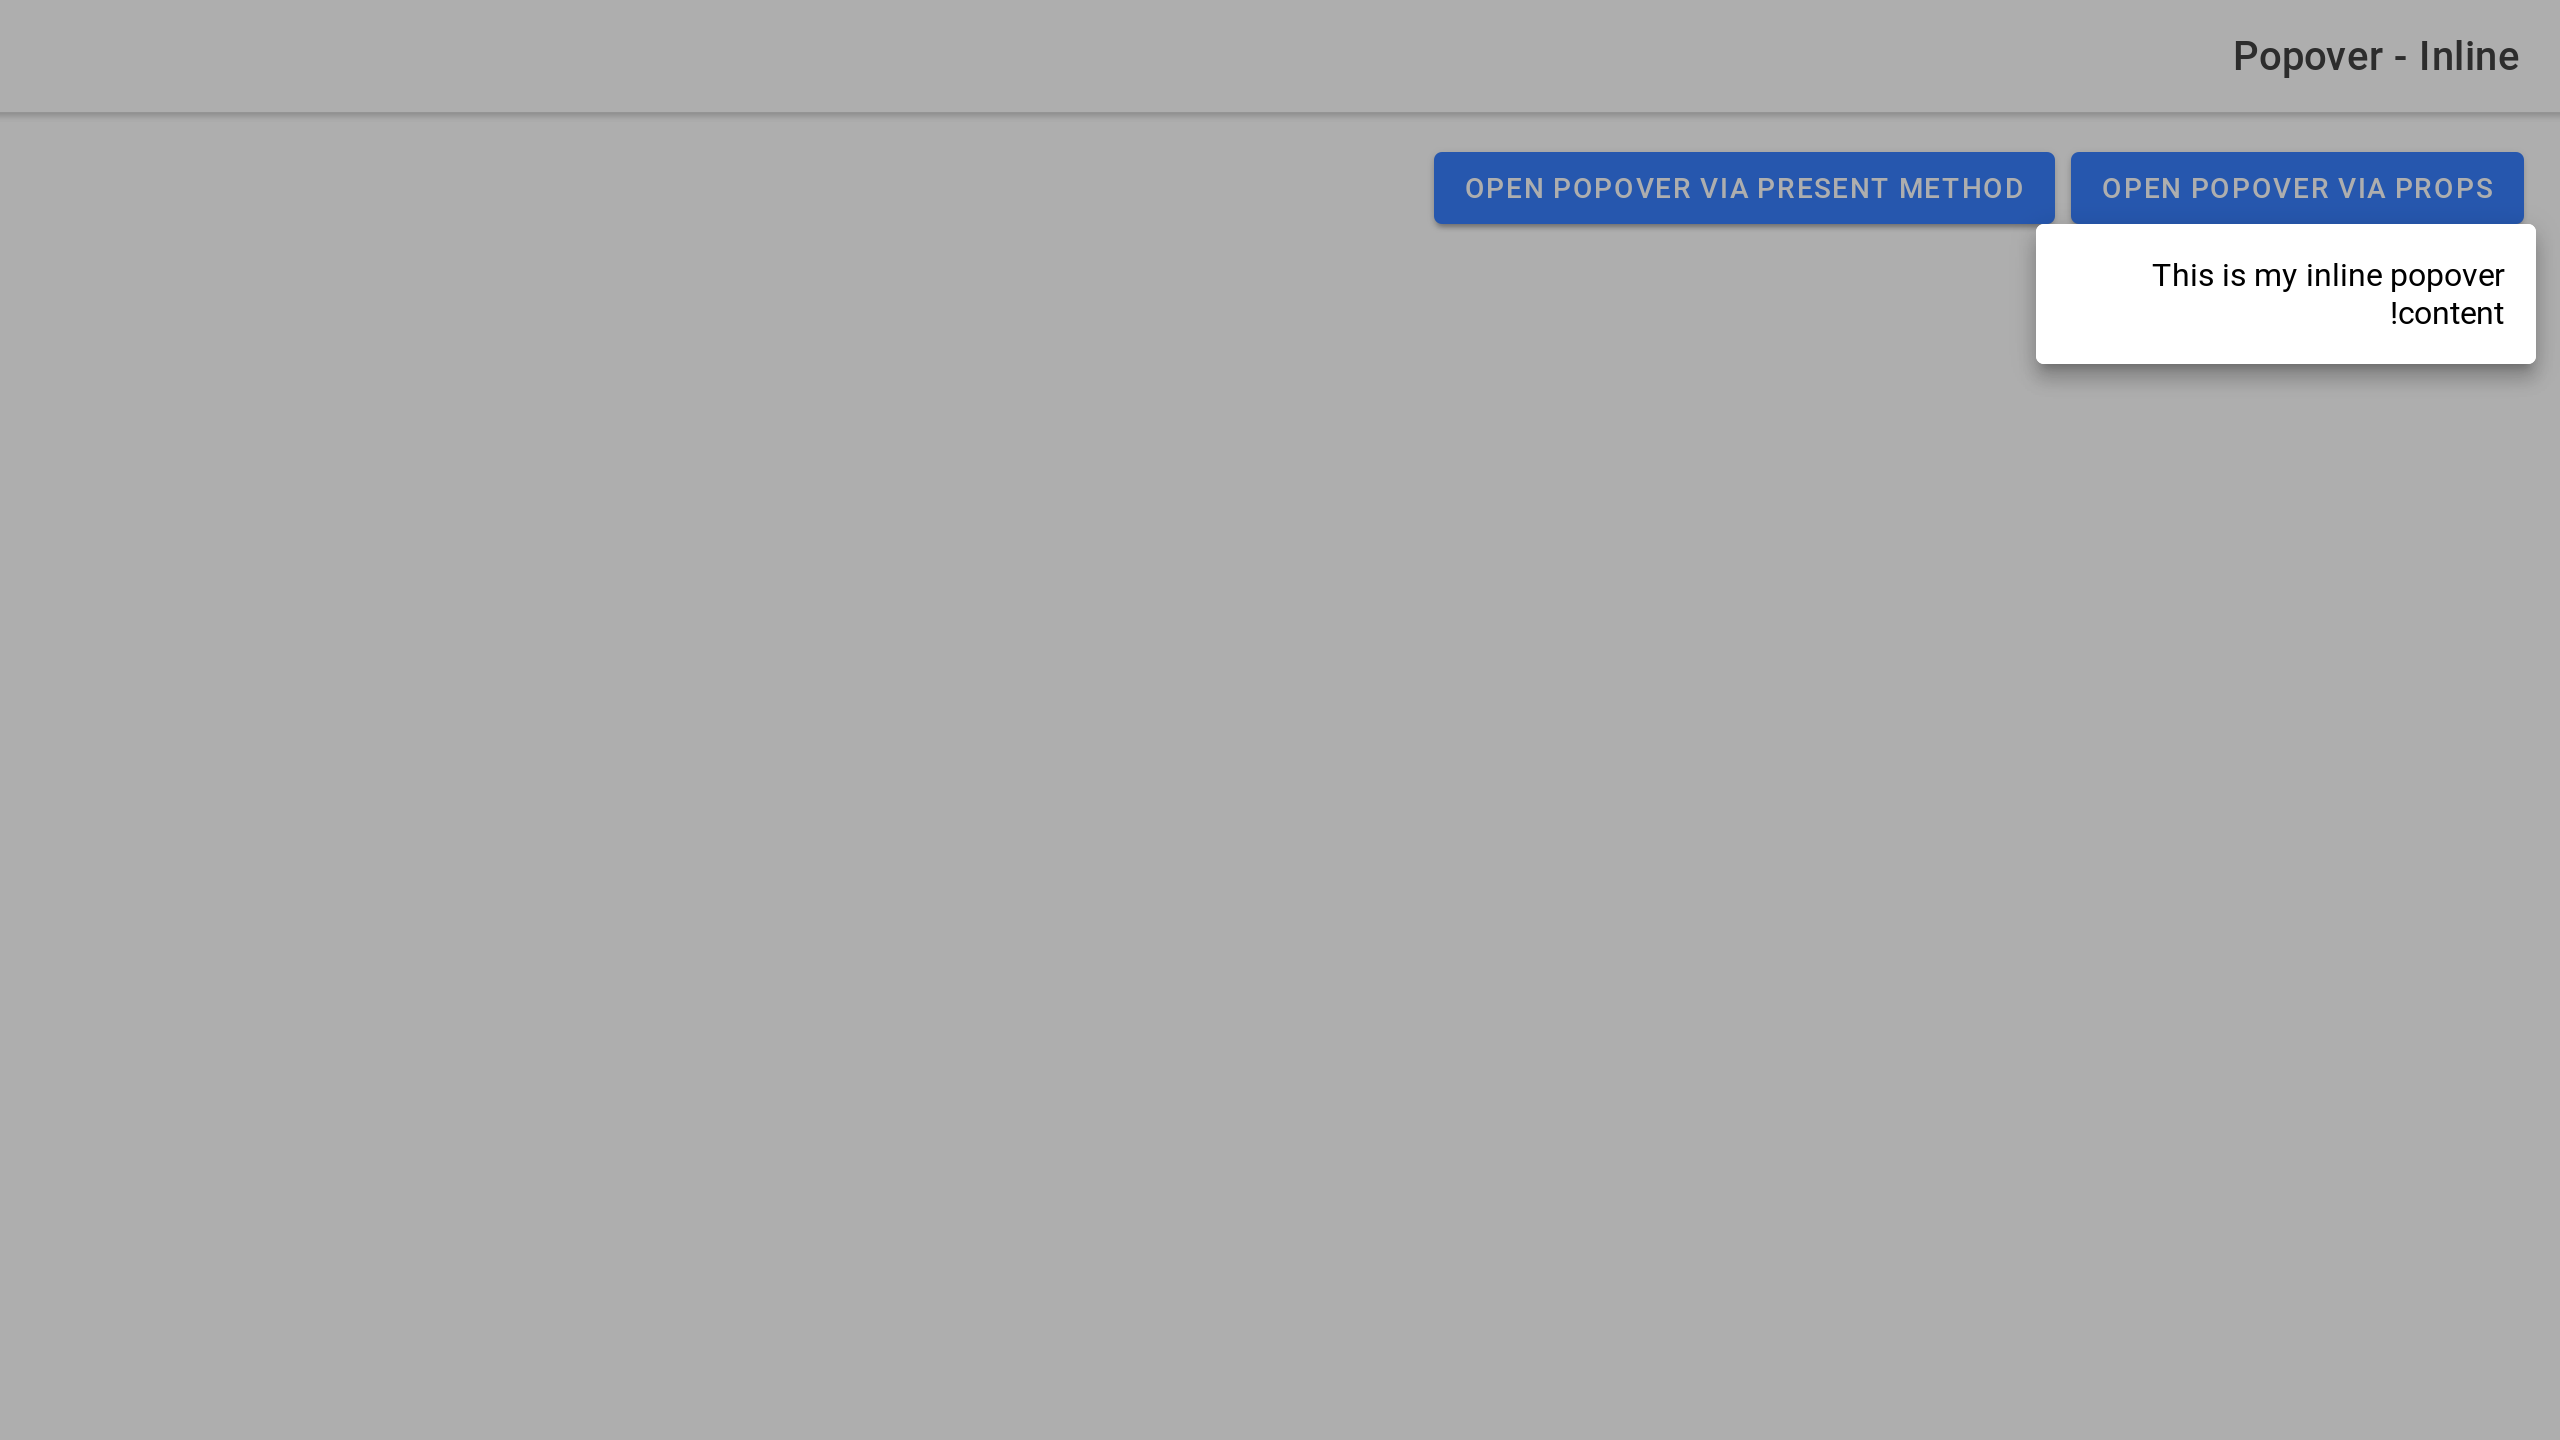 Popover - Inline
OPEN POPOVER VIA PROPS
OPEN POPOVER VIA PRESENT METHOD
This is my inline popover
!content